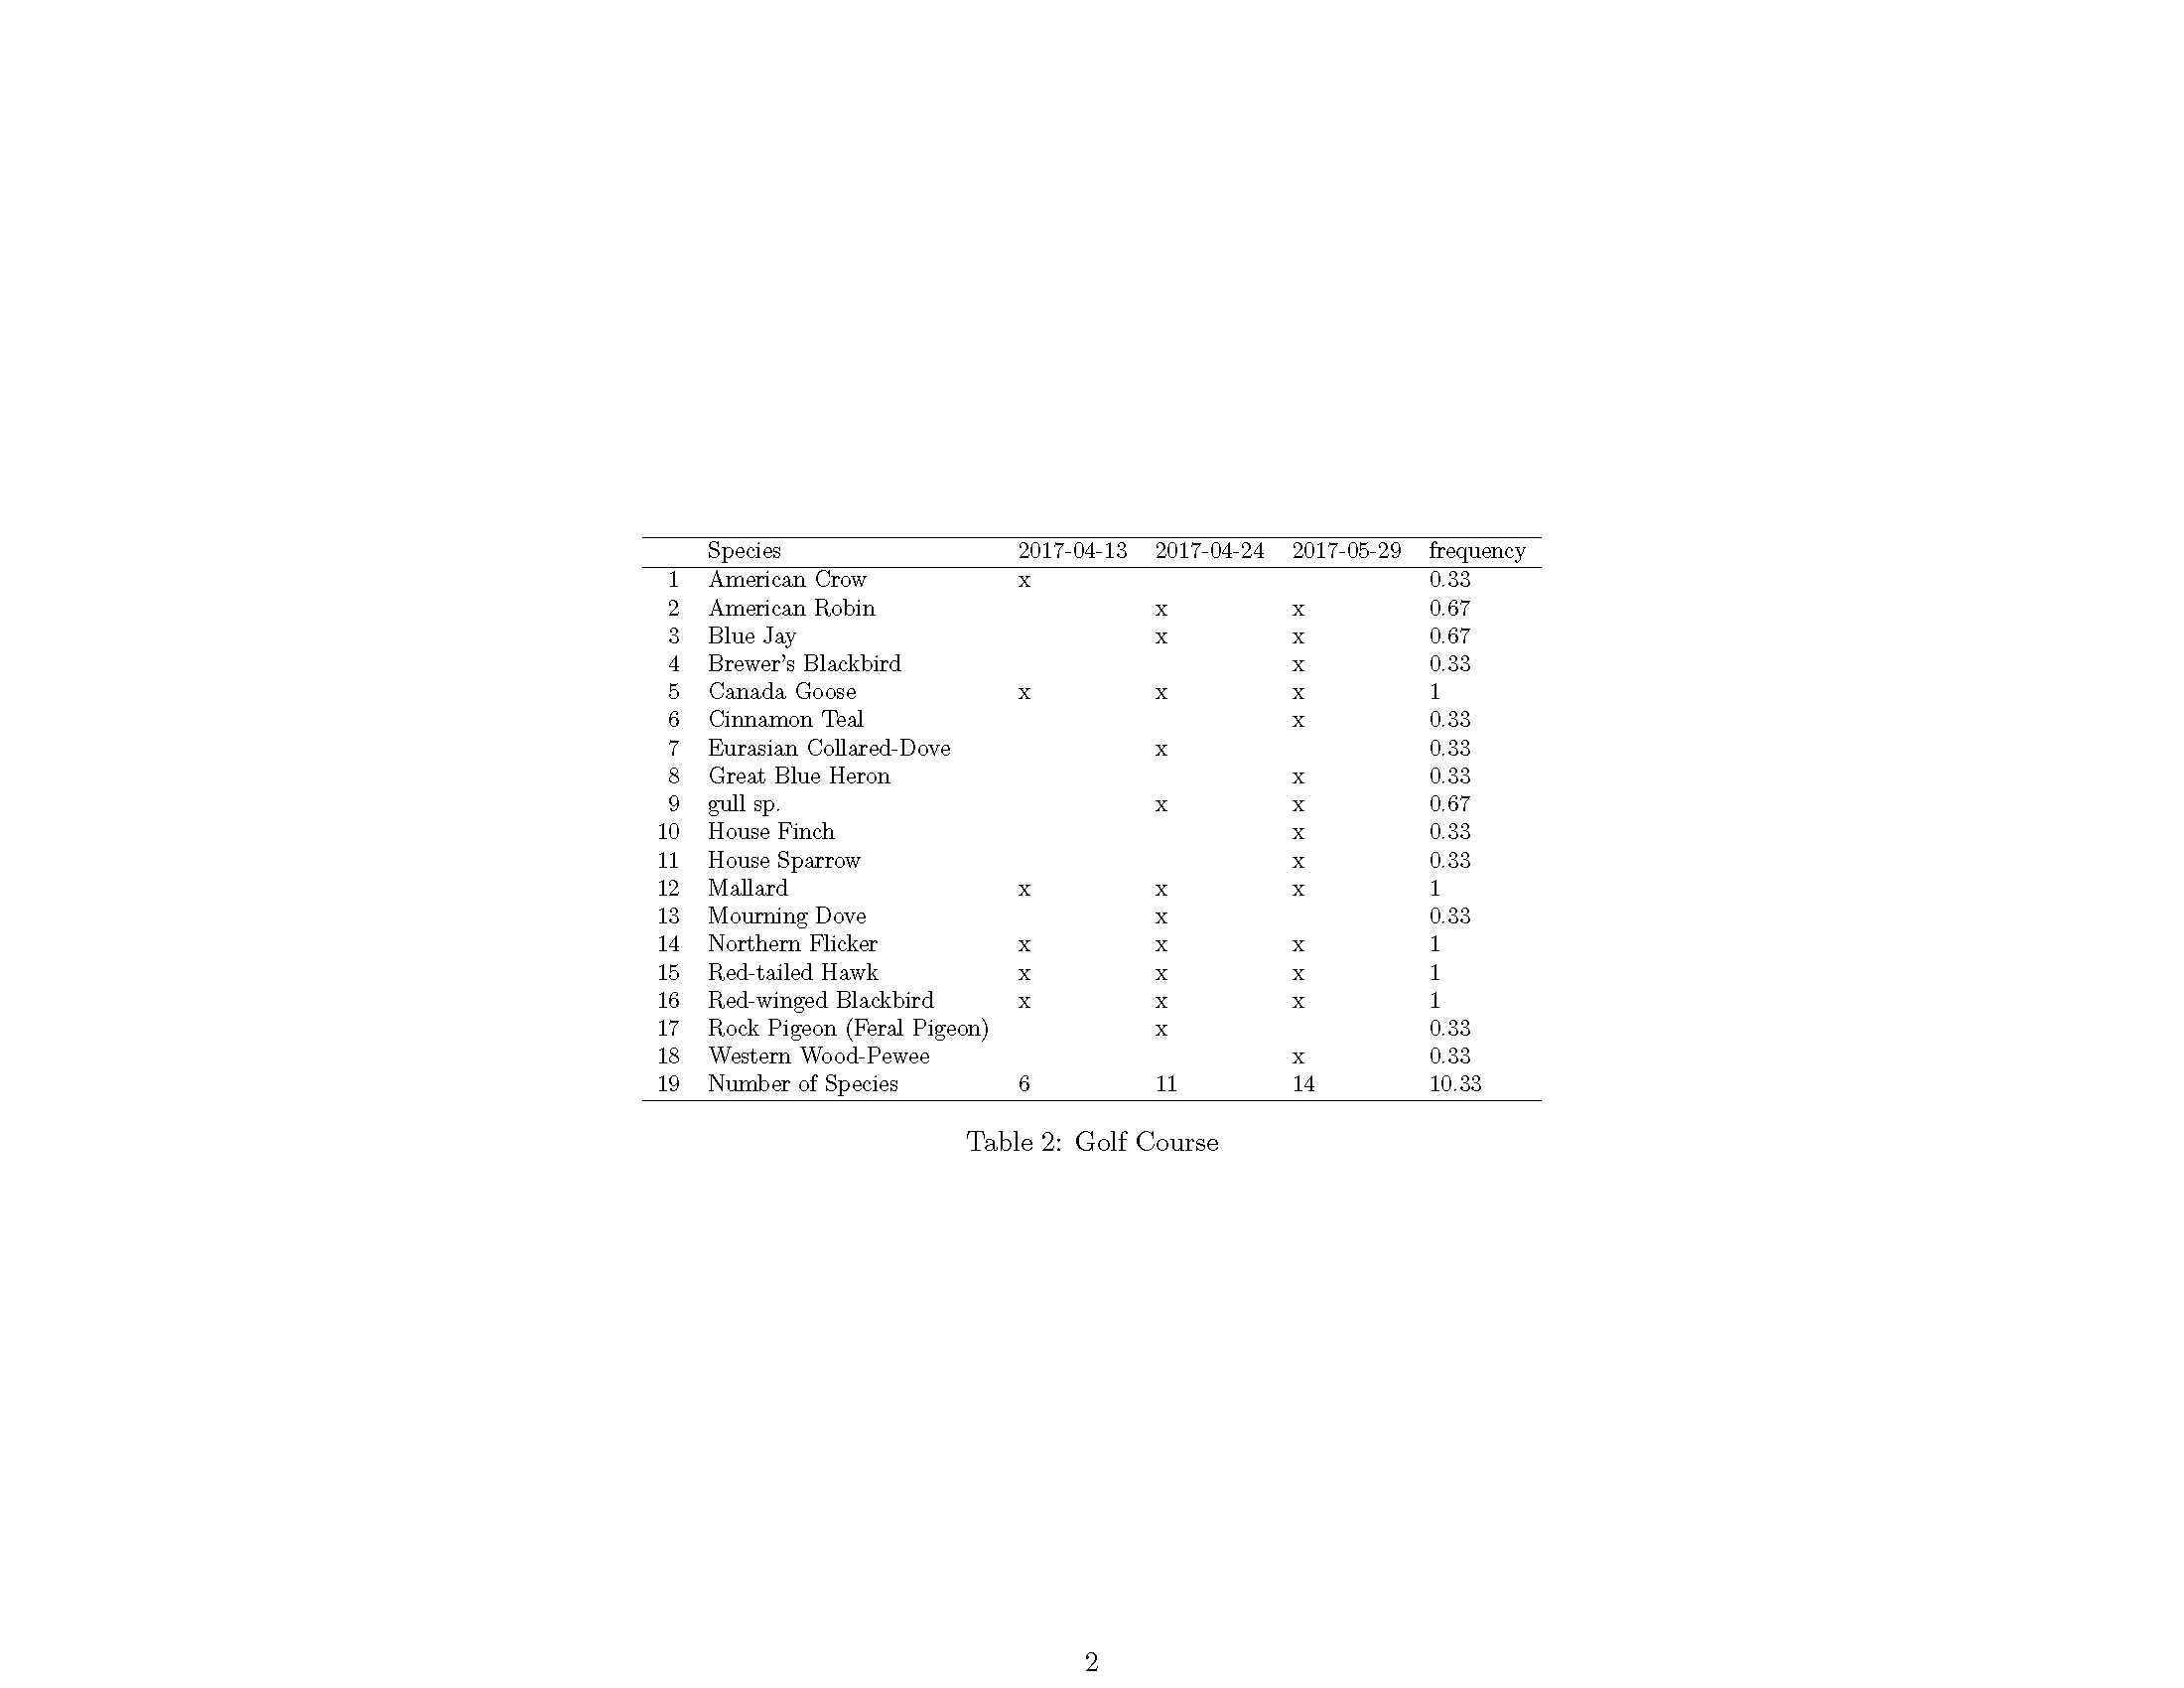 Species 2017-04-13 2017-04-24 2017-05-29 frequency
1 American Crow x 0.33
2 American Robin x x 0.67
3 Blue Jay x x 0.67
4 Brewer's Blackbird x 0.33
5 Canada Goose x x x 1
6 Cinnamon Teal x 0.33
7 Eurasian Collared-Dove x 0.33
8 Great Blue Heron x 0.33
9 gull sp. x x 0.67
10 House Finch x 0.33
11 House Sparrow x 0.33
12 Mallard x x x 1
13 Mourning Dove x 0.33
14 Northern Flicker x x x 1
15 Red-tailed Hawk x x x 1
16 Red-winged Blackbird x x x 1
17 Rock Pigeon (Feral Pigeon) x 0.33
18 Western Wood-Pewee x 0.33
19 Number of Species 6 11 14 10.33
Table 2: Golf Course
2